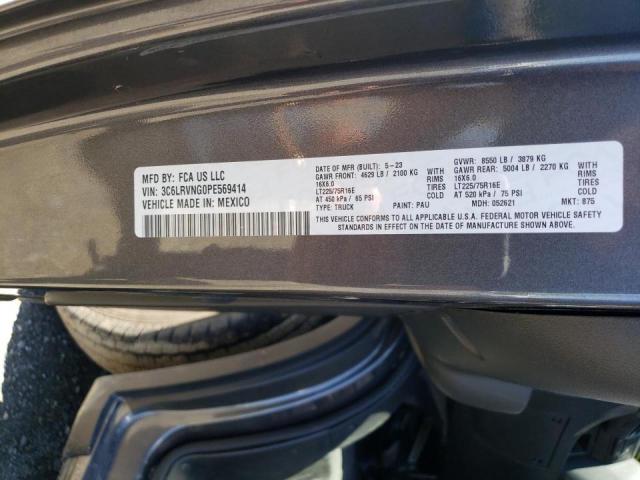 MFD BY: FCA US LLC
VIN: 3C6LRVNG0PE569414
VEHICLE MADE IN: MEXICO
DATE OF MFR (BUILT): 5-23 GVWR: 8550 LB / 3879 KG
GAWR FRONT: 4629 LB / 2100 KG GAWR REAR: 5004 LB / 2270 KG
16X6.0 RIMS 16X6.0 RIMS
LT225/75R16E TIRES LT225/75R16E TIRES
AT 450 kPa / 65 PSI COLD AT 520 kPa / 75 PSI COLD
TYPE: TRUCK PAINT: PAU MDH: 052621 MKT: 875
THIS VEHICLE CONFORMS TO ALL APPLICABLE U.S.A. FEDERAL MOTOR VEHICLE SAFETY
STANDARDS IN EFFECT ON THE DATE OF MANUFACTURE SHOWN ABOVE.